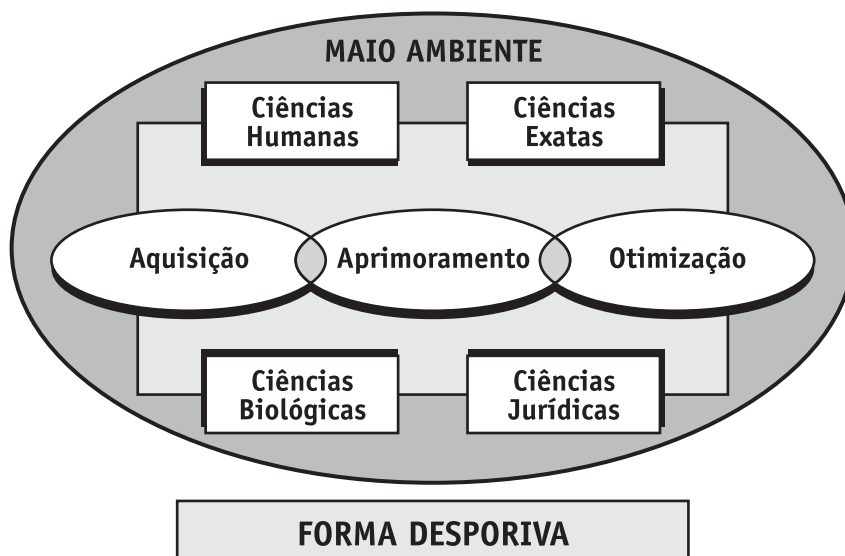 MAIO AMBIENTE
Ciências
Humanas
Ciências
Exatas
Aquisição
Aprimoramento
Otimização
Ciências
Biológicas
Ciências
Jurídicas
FORMA DESPORIVA